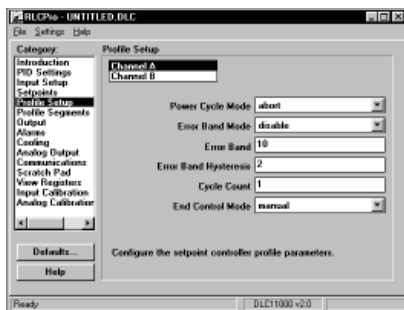 RLCPro - UNTITLED.DLC
File Settings Help
Category:
Introduction
PID Settings
Input Setup
Setpoints
Profile Setup
Profile Segments
Output
Alarms
Cooling
Analog Output
Communications
Scratch Pad
View Registers
Input Calibration
Analog Calibration
Defaults...
Help
Profile Setup
Channel A
Channel B
Power Cycle Mode abort
Error Band Mode disable
Error Band 10
Error Band Hysteresis 2
Cycle Count 1
End Control Mode manual
Configure the setpoint controller profile parameters.
Ready DLC11000 v2.0